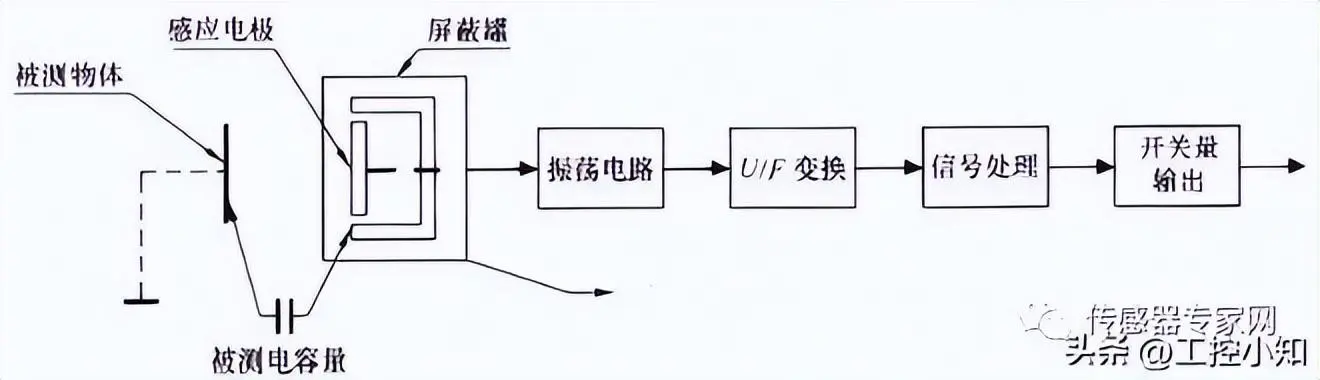 感应电极
屏蔽罐
被测物体
振荡电路
U/F 变换
信号处理
开关量
输出
被测电容量
传感器专家网
头条 @工控小知